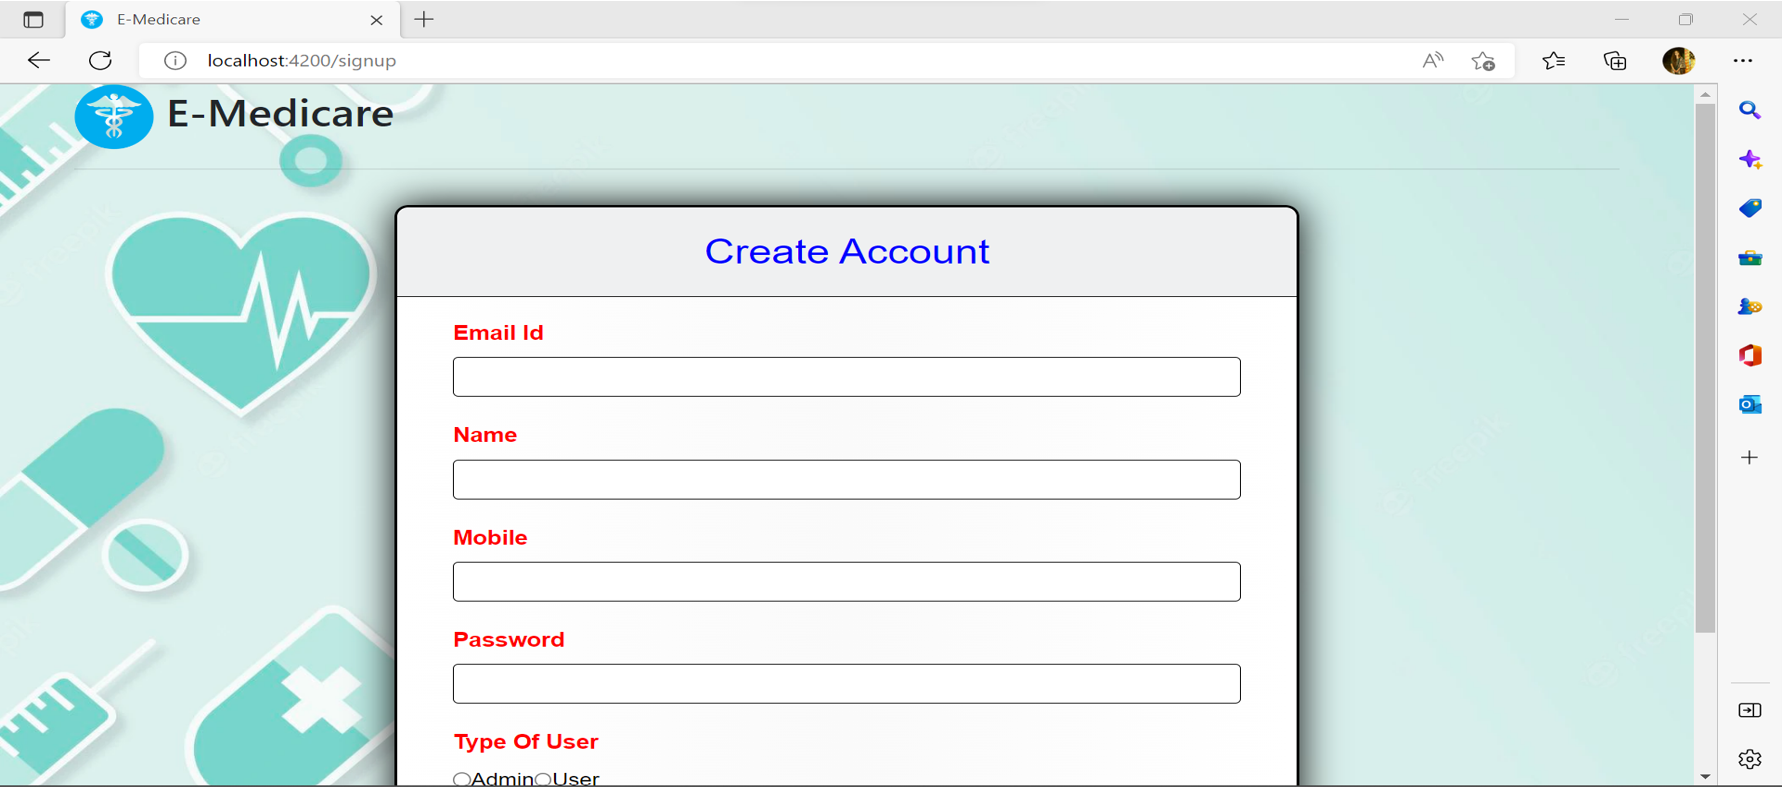 E-Medicare
localhost:4200/signup
E-Medicare
Create Account
Email Id
Name
Mobile
Password
Type Of User
Admin User